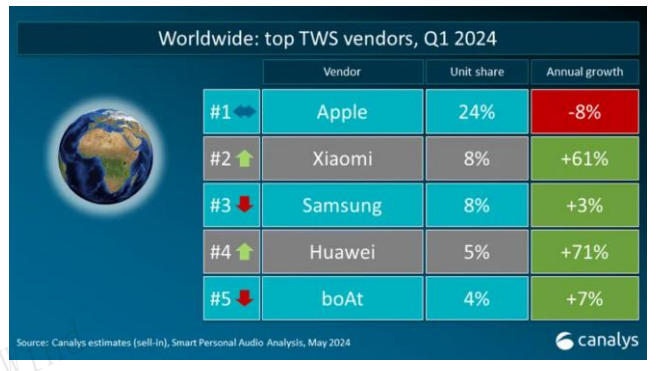 Worldwide: top TWS vendors, Q1 2024
Vendor Unit share Annual growth
#1 Apple 24% -8%
#2 Xiaomi 8% +61%
#3 Samsung 8% +3%
#4 Huawei 5% +71%
#5 boAt 4% +7%
Source: Canalys estimates (sell-in), Smart Personal Audio Analysis, May 2024
canalys